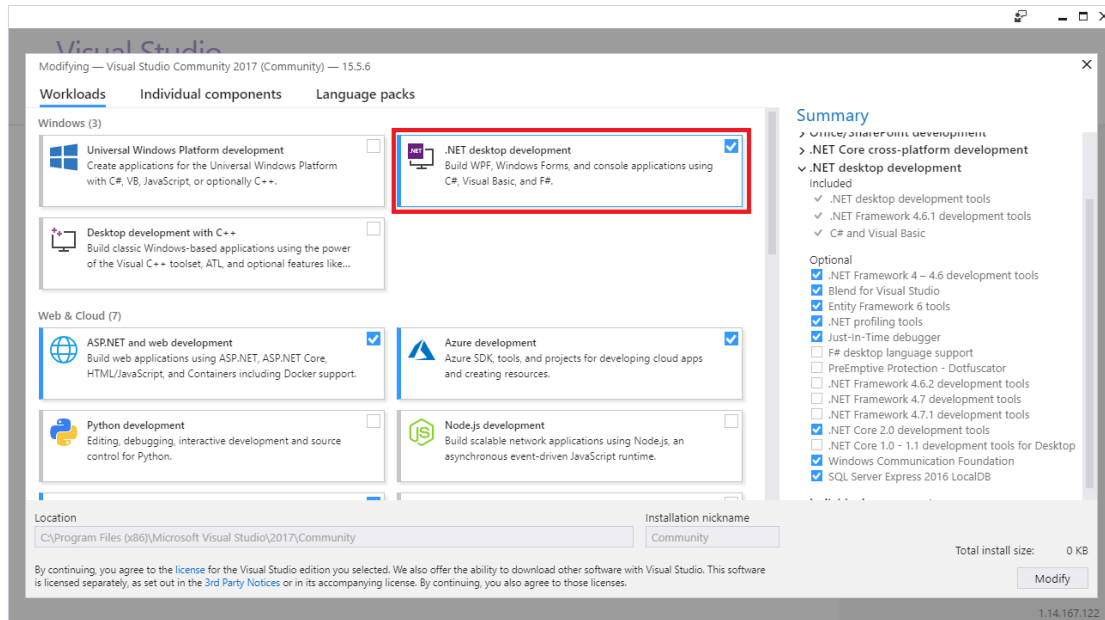 Visual Studio
Modifying — Visual Studio Community 2017 (Community) — 15.5.6
Workloads
Individual components
Language packs
Windows (3)
Universal Windows Platform development
Create applications for the Universal Windows Platform
with C#, VB, JavaScript, or optionally C++.
.NET
.NET desktop development
Build WPF, Windows Forms, and console applications using
C#, Visual Basic, and F#.
Desktop development with C++
Build classic Windows-based applications using the power
of the Visual C++ toolset, ATL, and optional features like...
Web & Cloud (7)
ASP.NET and web development
Build web applications using ASP.NET, ASP.NET Core,
HTML/JavaScript, and Containers including Docker support.
Azure development
Azure SDK, tools, and projects for developing cloud apps
and creating resources.
Python development
Editing, debugging, interactive development and source
control for Python.
JS
Node.js development
Build scalable network applications using Node.js, an
asynchronous event-driven JavaScript runtime.
Summary
Office/SharePoint development
.NET Core cross-platform development
.NET desktop development
Included
.NET desktop development tools
.NET Framework 4.6.1 development tools
C# and Visual Basic
Optional
.NET Framework 4 – 4.6 development tools
Blend for Visual Studio
Entity Framework 6 tools
.NET profiling tools
Just-In-Time debugger
F# desktop language support
PreEmptive Protection - Dotfuscator
.NET Framework 4.6.2 development tools
.NET Framework 4.7 development tools
.NET Framework 4.7.1 development tools
.NET Core 2.0 development tools
.NET Core 1.0 - 1.1 development tools for Desktop
Windows Communication Foundation
SQL Server Express 2016 LocalDB
Location
C:\Program Files (x86)\Microsoft Visual Studio\2017\Community
Installation nickname
Community
Total install size: 0 KB
By continuing, you agree to the license for the Visual Studio edition you selected. We also offer the ability to download other software with Visual Studio. This software
is licensed separately, as set out in the 3rd Party Notices or in its accompanying license. By continuing, you also agree to those licenses.
Modify
1.14.167.122